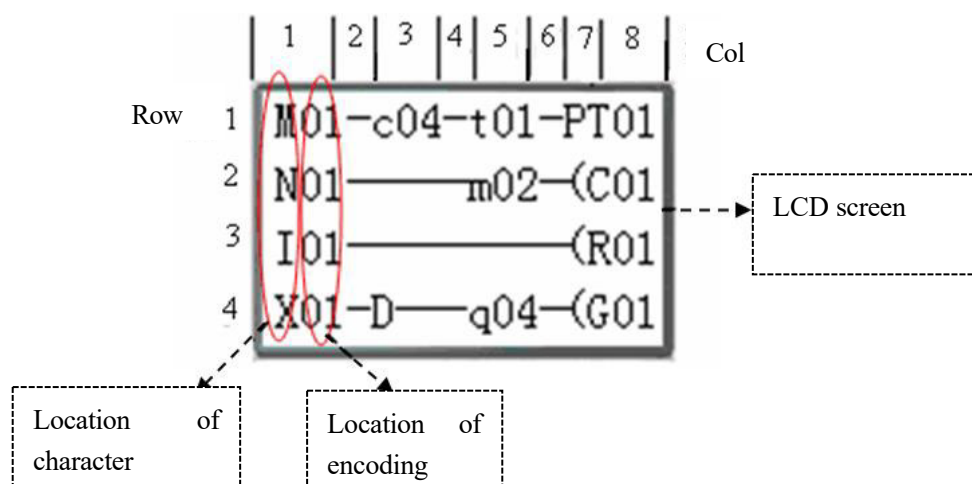 1 2 3 4 5 6 7 8
Col
Row
1 M01-c04-t01-PT01
2 N01————m02—(C01
3 I01———————(R01
4 X01-D——q04—(G01
LCD screen
Location of
character
Location of
encoding